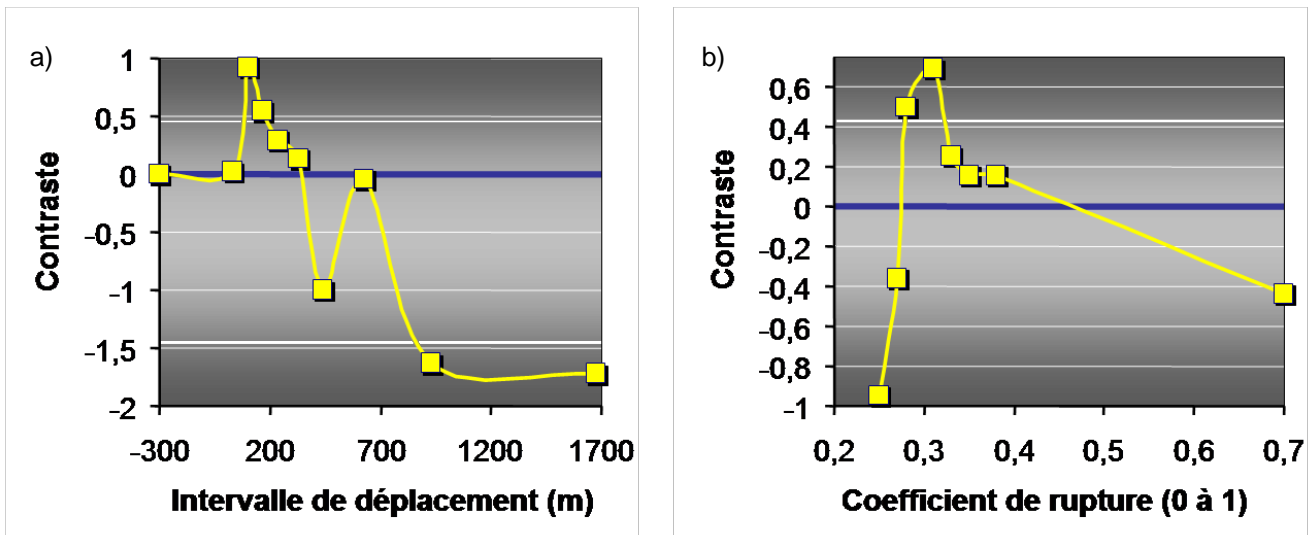 a)
Contraste
1
0,5
0
−0,5
−1
−1,5
−2
−300 200 700 1200 1700
Intervalle de déplacement (m)
b)
Contraste
0,6
0,4
0,2
0
−0,2
−0,4
−0,6
−0,8
−1
0,2 0,3 0,4 0,5 0,6 0,7
Coefficient de rupture (0 à 1)